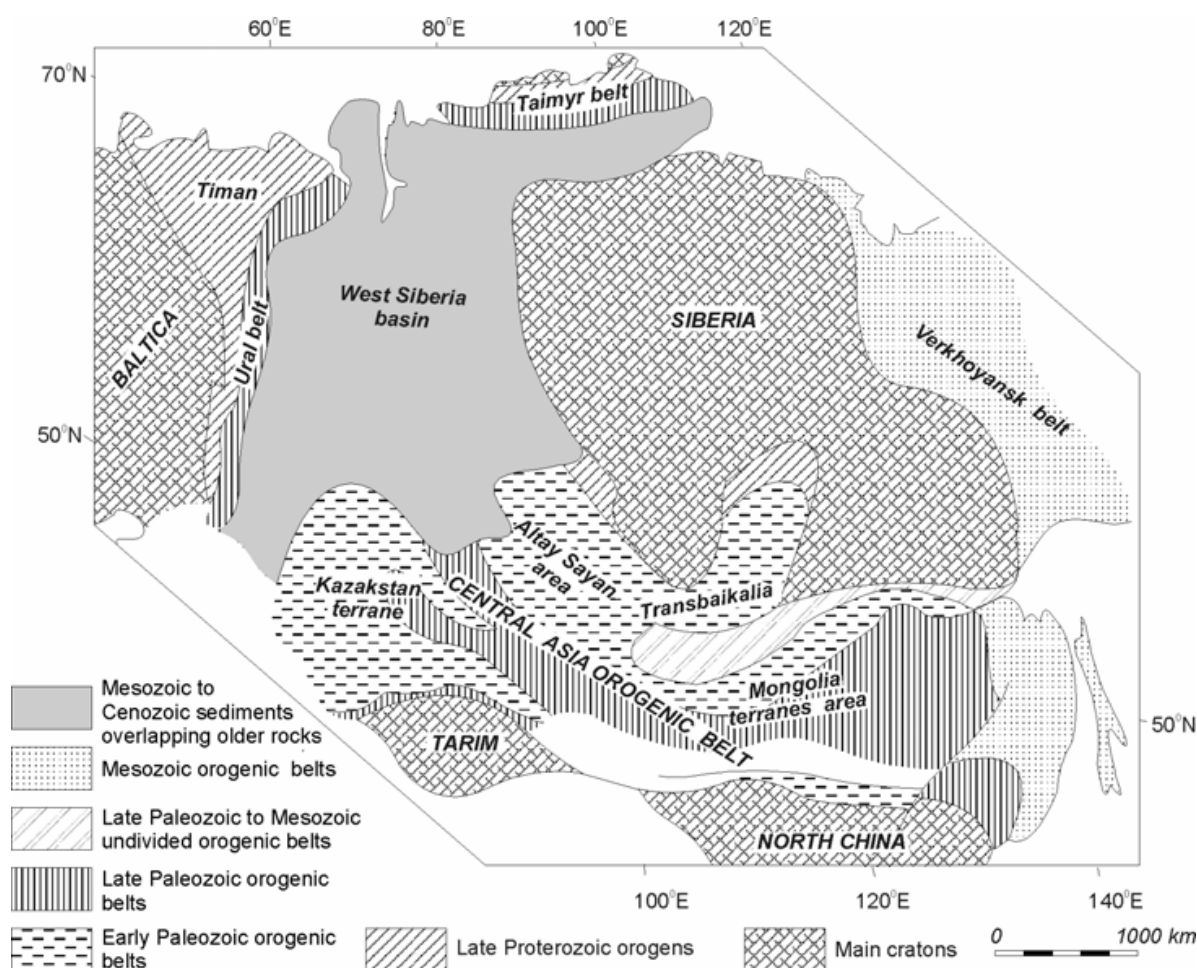 60°E 80°E 100°E 120°E
70°N
Taimyr belt
Timan
West Siberia
basin
SIBERIA
BALTICA
Ural belt
Verkhoyansk belt
50°N
Altay Sayan
area
Kazakstan
terrane
Transbaikalia
CENTRAL ASIA OROGENIC BELT
Mongolia
terranes area
50°N
TARIM
NORTH CHINA
100°E 120°E 140°E
Mesozoic to
Cenozoic sediments
overlapping older rocks
Mesozoic orogenic belts
Late Paleozoic to Mesozoic
undivided orogenic belts
Late Paleozoic orogenic
belts
Early Paleozoic orogenic
belts
Late Proterozoic orogens
Main cratons
0 1000 km